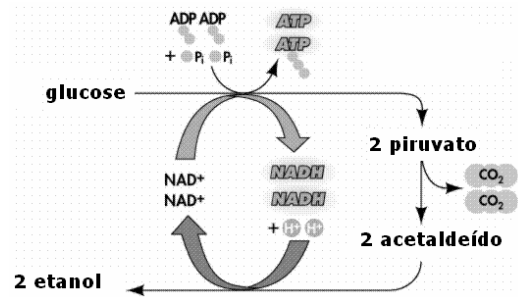 ADP ADP
+ Pi Pi
ATP
ATP
glucose
2 piruvato
CO2
CO2
NAD+
NAD+
NADH
NADH
+ H+ H+
2 acetaldeído
2 etanol